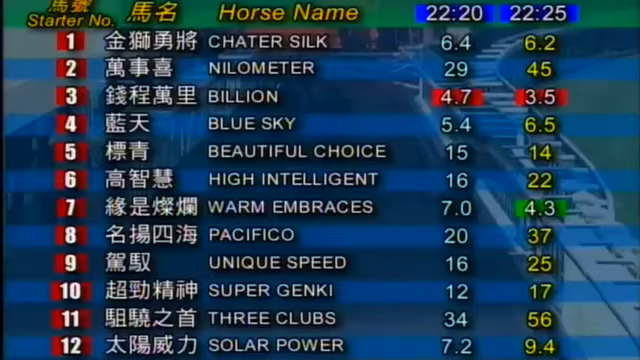 馬號 馬名 Horse Name 22:20 22:25
Starter No.
1 金獅勇將 CHATER SILK 6.4 6.2
2 萬事喜 NILOMETER 29 45
3 錢程萬里 BILLION 4.7 3.5
4 藍天 BLUE SKY 5.4 6.5
5 標青 BEAUTIFUL CHOICE 15 14
6 高智慧 HIGH INTELLIGENT 16 22
7 緣是燦爛 WARM EMBRACES 7.0 4.3
8 名揚四海 PACIFICO 20 37
9 駕馭 UNIQUE SPEED 16 25
10 超勁精神 SUPER GENKI 12 17
11 驵驍之首 THREE CLUBS 34 56
12 太陽威力 SOLAR POWER 7.2 9.4